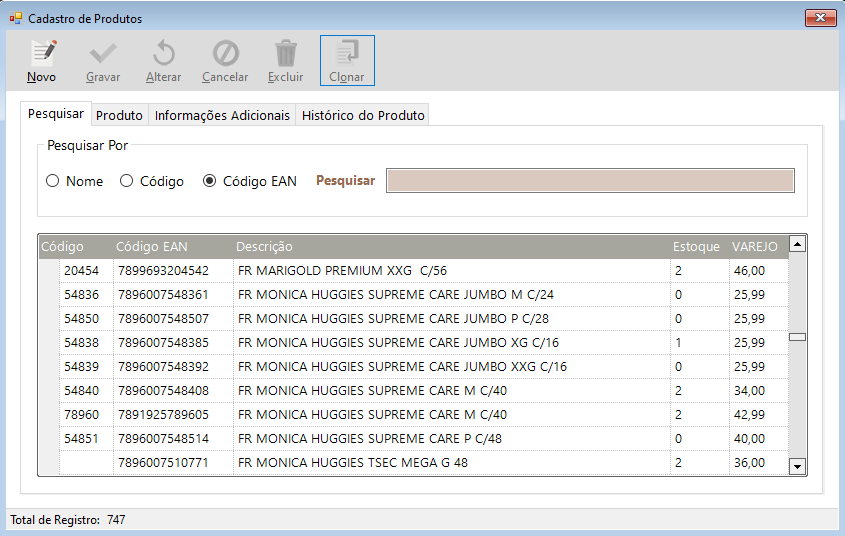 Cadastro de Produtos
Novo Gravar Alterar Cancelar Excluir Clonar
Pesquisar Produto Informações Adicionais Histórico do Produto
Pesquisar Por
Nome Código Código EAN Pesquisar
Código Código EAN Descrição Estoque VAREJO
20454 7899693204542 FR MARIGOLD PREMIUM XXG C/56 2 46,00
54836 7896007548361 FR MONICA HUGGIES SUPREME CARE JUMBO M C/24 0 25,99
54850 7896007548507 FR MONICA HUGGIES SUPREME CARE JUMBO P C/28 0 25,99
54838 7896007548385 FR MONICA HUGGIES SUPREME CARE JUMBO XG C/16 1 25,99
54839 7896007548392 FR MONICA HUGGIES SUPREME CARE JUMBO XXG C/16 0 25,99
54840 7896007548408 FR MONICA HUGGIES SUPREME CARE M C/40 2 34,00
78960 7891925789605 FR MONICA HUGGIES SUPREME CARE M C/40 2 42,99
54851 7896007548514 FR MONICA HUGGIES SUPREME CARE P C/48 0 40,00
7896007510771 FR MONICA HUGGIES TSEC MEGA G 48 2 36,00
Total de Registro: 747